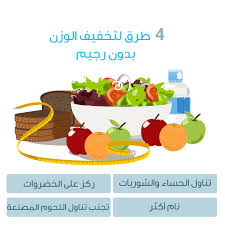 4 طرق لتخفيف الوزن
بدون رجيم
تناول الحساء والشوربات
ركز على الخضروات
نام أكثر
تجنب تناول اللحوم المصنعة